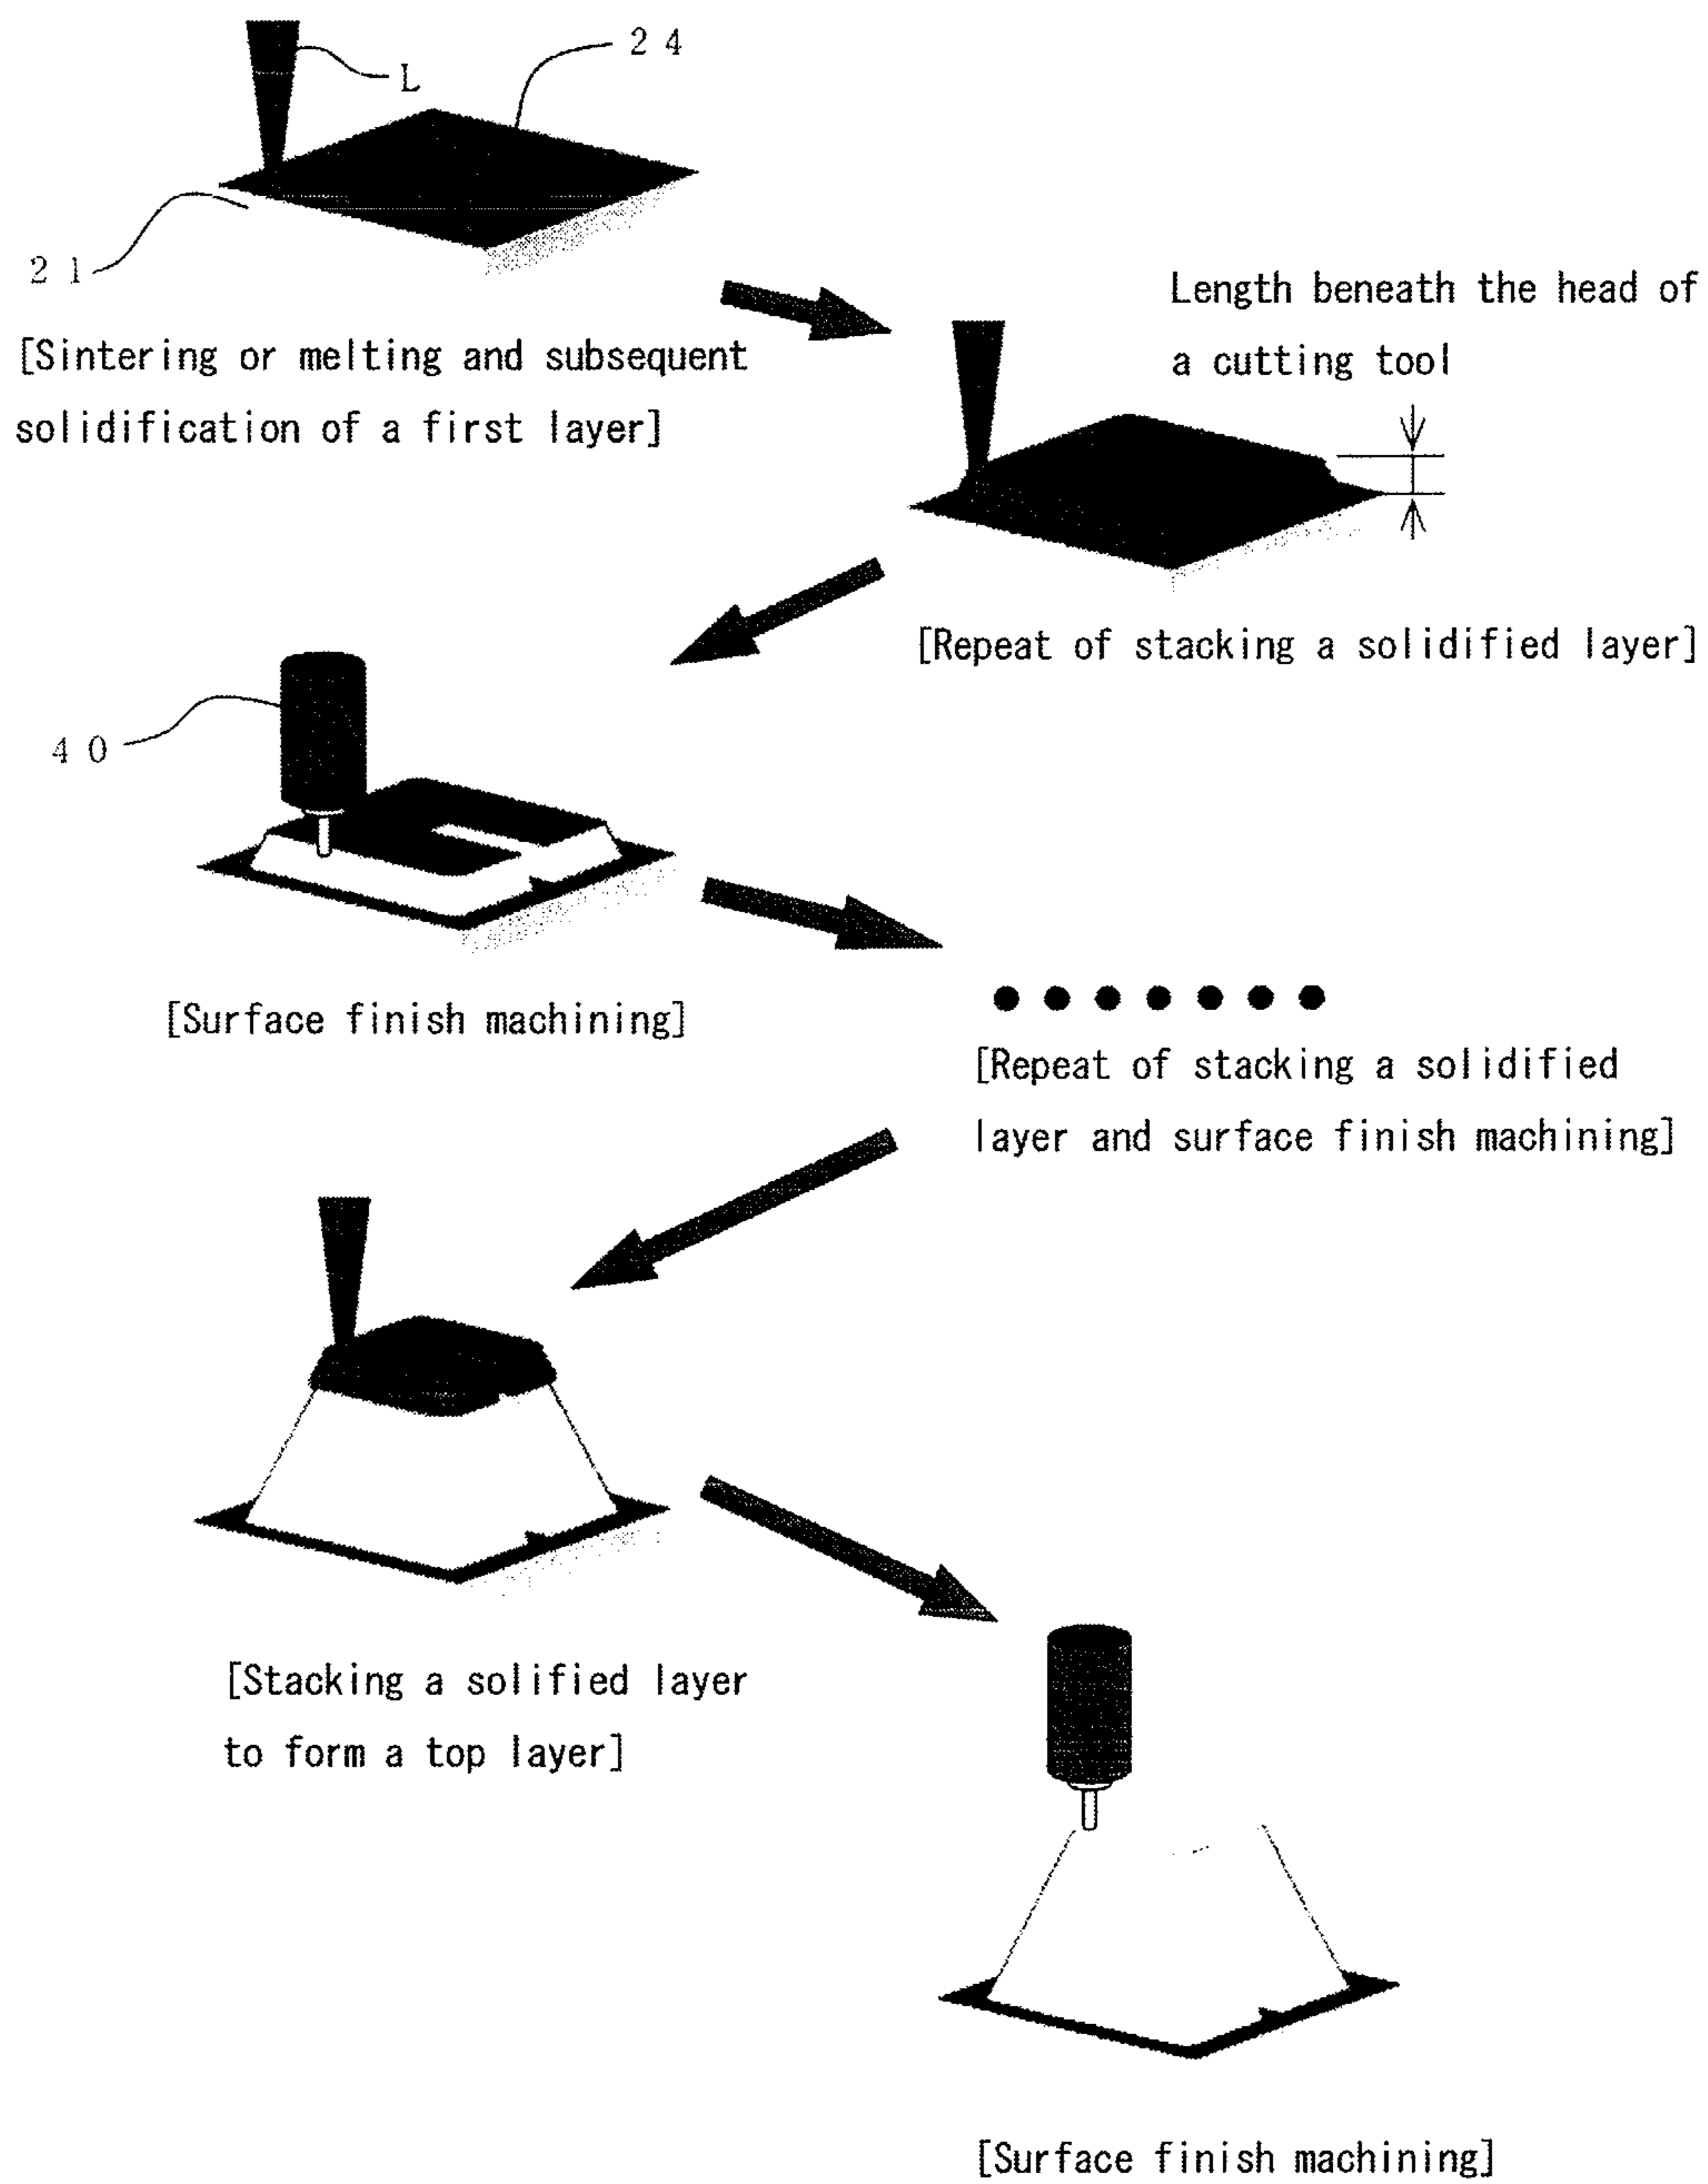 L
24
21
[Sintering or melting and subsequent
solidification of a first layer]
Length beneath the head of
a cutting tool
[Repeat of stacking a solidified layer]
40
[Surface finish machining]
[Repeat of stacking a solidified
layer and surface finish machining]
[Stacking a solified layer
to form a top layer]
[Surface finish machining]